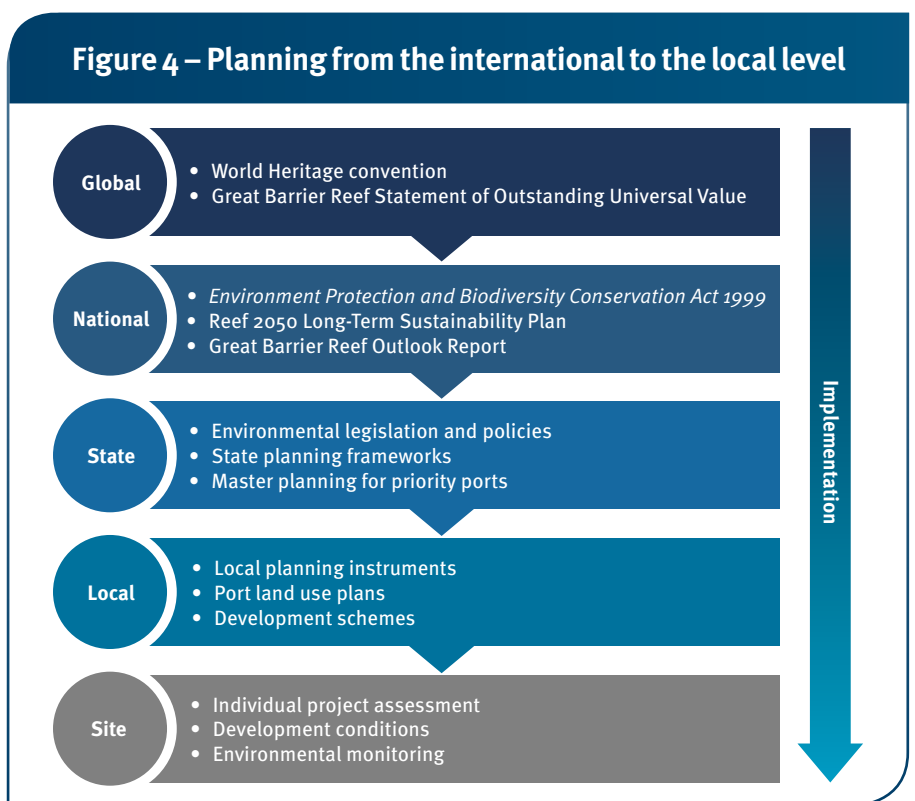 Figure 4 – Planning from the international to the local level
Global
• World Heritage convention
• Great Barrier Reef Statement of Outstanding Universal Value
National
• Environment Protection and Biodiversity Conservation Act 1999
• Reef 2050 Long-Term Sustainability Plan
• Great Barrier Reef Outlook Report
State
• Environmental legislation and policies
• State planning frameworks
• Master planning for priority ports
Local
• Local planning instruments
• Port land use plans
• Development schemes
Site
• Individual project assessment
• Development conditions
• Environmental monitoring
Implementation